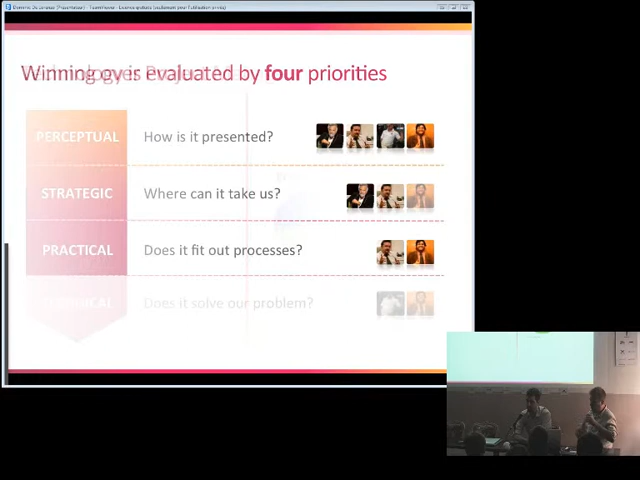 is evaluated by four priorities
PERCEPTUAL How is it presented?
STRATEGIC Where can it take us?
PRACTICAL Does it fit out processes?
Does it solve our problem?